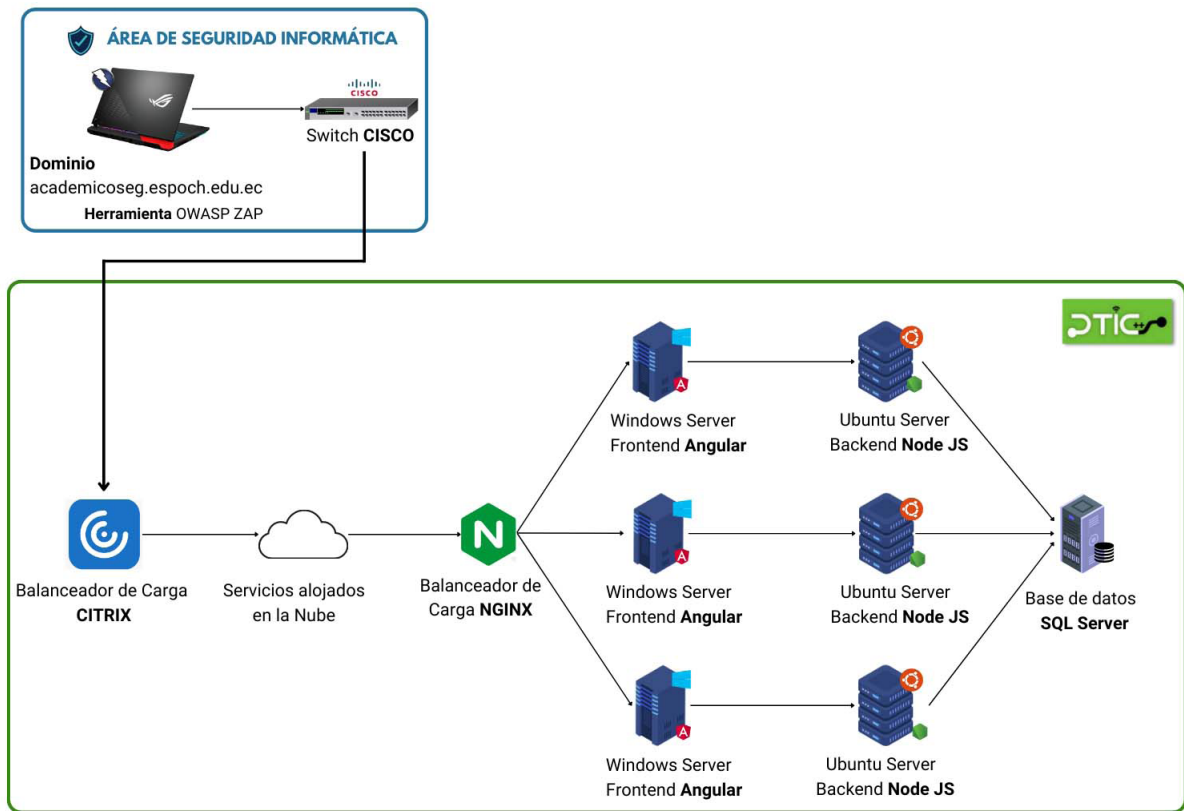 ÁREA DE SEGURIDAD INFORMÁTICA
CISCO
Switch CISCO
Dominio
academicoseg.espoch.edu.ec
Herramienta OWASP ZAP
DTIC
Windows Server
Frontend Angular
Ubuntu Server
Backend Node JS
Balanceador de Carga
CITRIX
Servicios alojados
en la Nube
N
Balanceador de
Carga NGINX
Windows Server
Frontend Angular
Ubuntu Server
Backend Node JS
Base de datos
SQL Server
Windows Server
Frontend Angular
Ubuntu Server
Backend Node JS